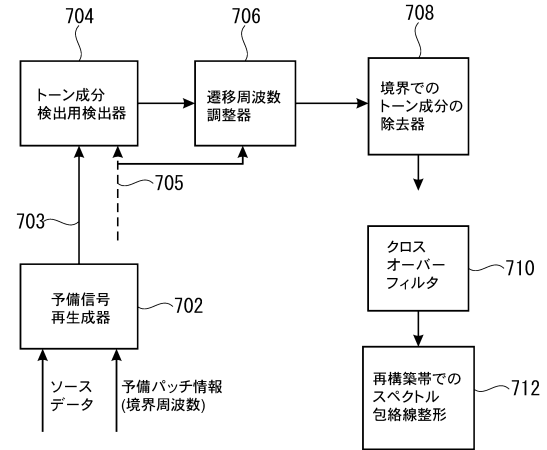 704
706
708
トーン成分
検出用検出器
遷移周波数
調整器
境界での
トーン成分の
除去器
705
703
クロス
オーバー
フィルタ
710
予備信号
再生成器
702
ソース
データ
予備パッチ情報
(境界周波数)
再構築帯での
スペクトル
包絡線整形
712